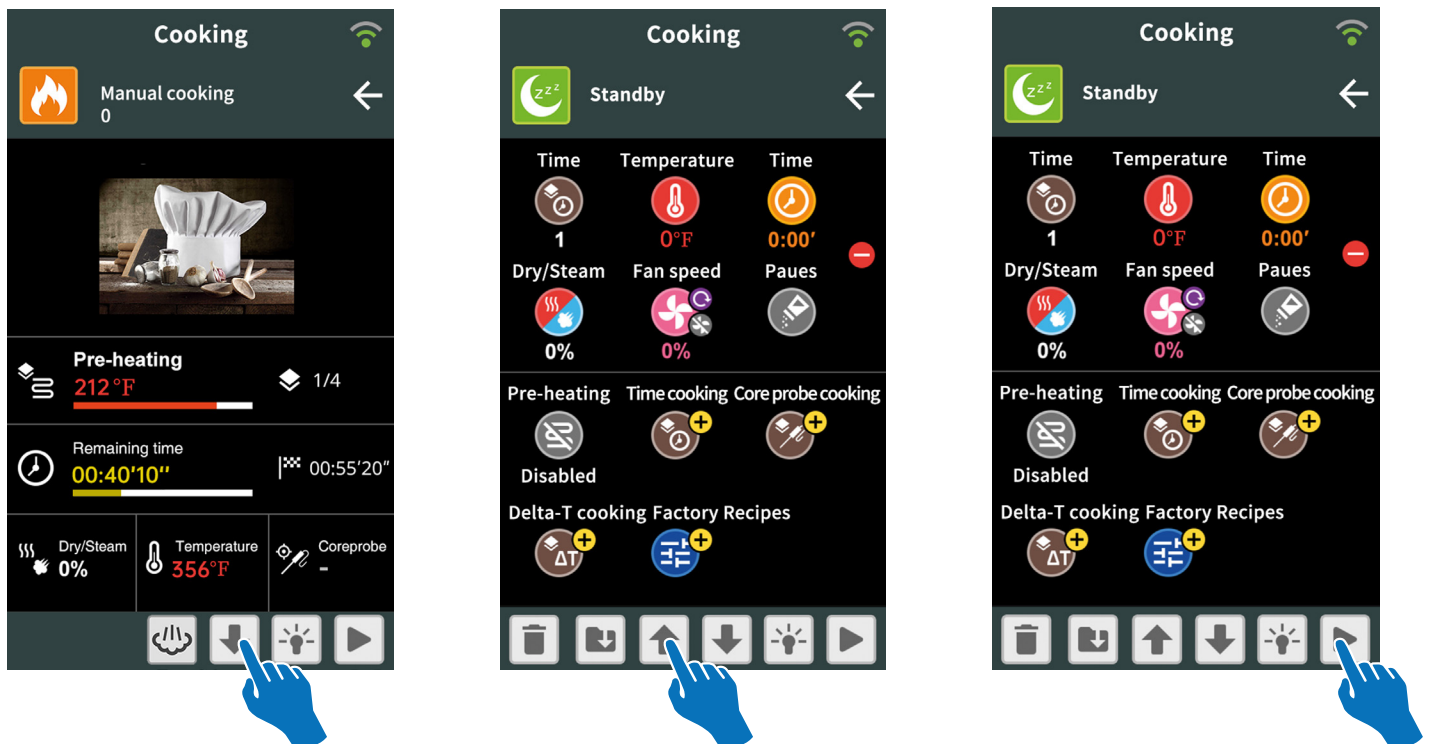 Cooking
Manual cooking
0
Pre-heating
212°F
1/4
Remaining time
00:40'10''
00:55'20"
Dry/Steam
0%
Temperature
356°F
Coreprobe
-
Cooking
zzz
Standby
Time Temperature Time
1 0°F 0:00'
Dry/Steam Fan speed Paues
0% 0%
Pre-heating Time cooking Core probe cooking
Disabled
Delta-T cooking Factory Recipes
ΔT
Cooking
zzz
Standby
Time Temperature Time
1 0°F 0:00'
Dry/Steam Fan speed Paues
0% 0%
Pre-heating Time cooking Core probe cooking
Disabled
Delta-T cooking Factory Recipes
ΔT